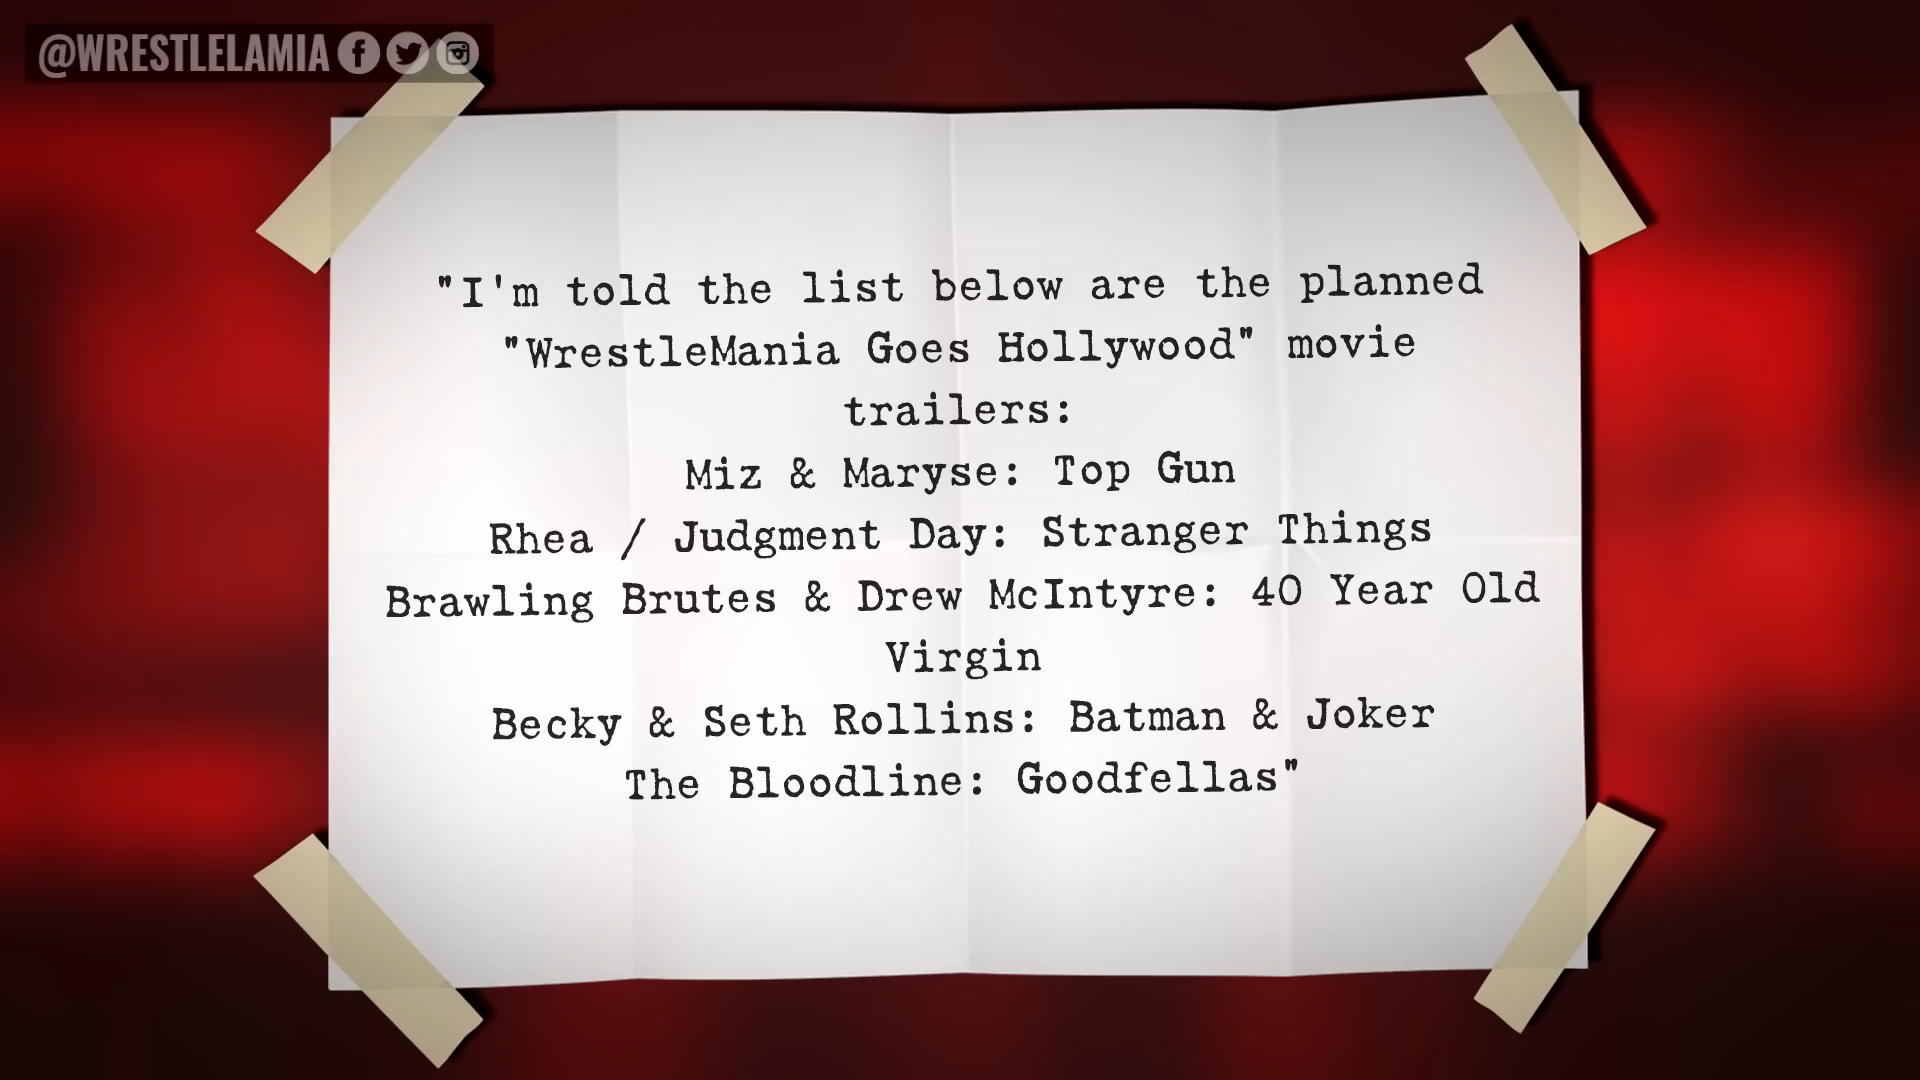 @WRESTLELAMIA
"I'm told the list below are the planned
"WrestleMania Goes Hollywood" movie
trailers:
Miz & Maryse: Top Gun
Rhea / Judgment Day: Stranger Things
Brawling Brutes & Drew McIntyre: 40 Year Old
Virgin
Becky & Seth Rollins: Batman & Joker
The Bloodline: Goodfellas"